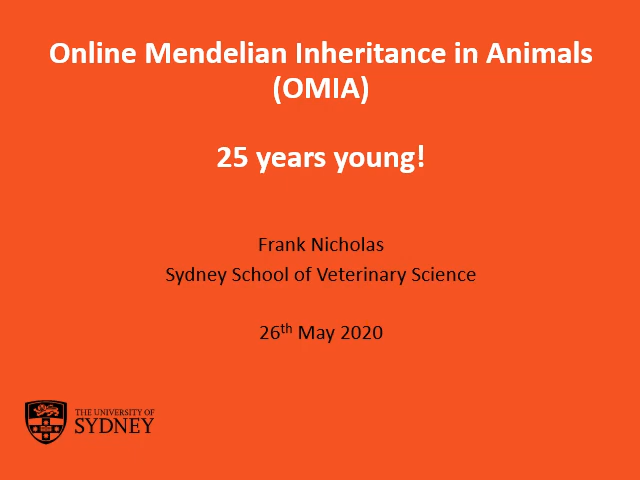 Online Mendelian Inheritance in Animals
(OMIA)
25 years young!
Frank Nicholas
Sydney School of Veterinary Science
26th May 2020
THE UNIVERSITY OF
SYDNEY